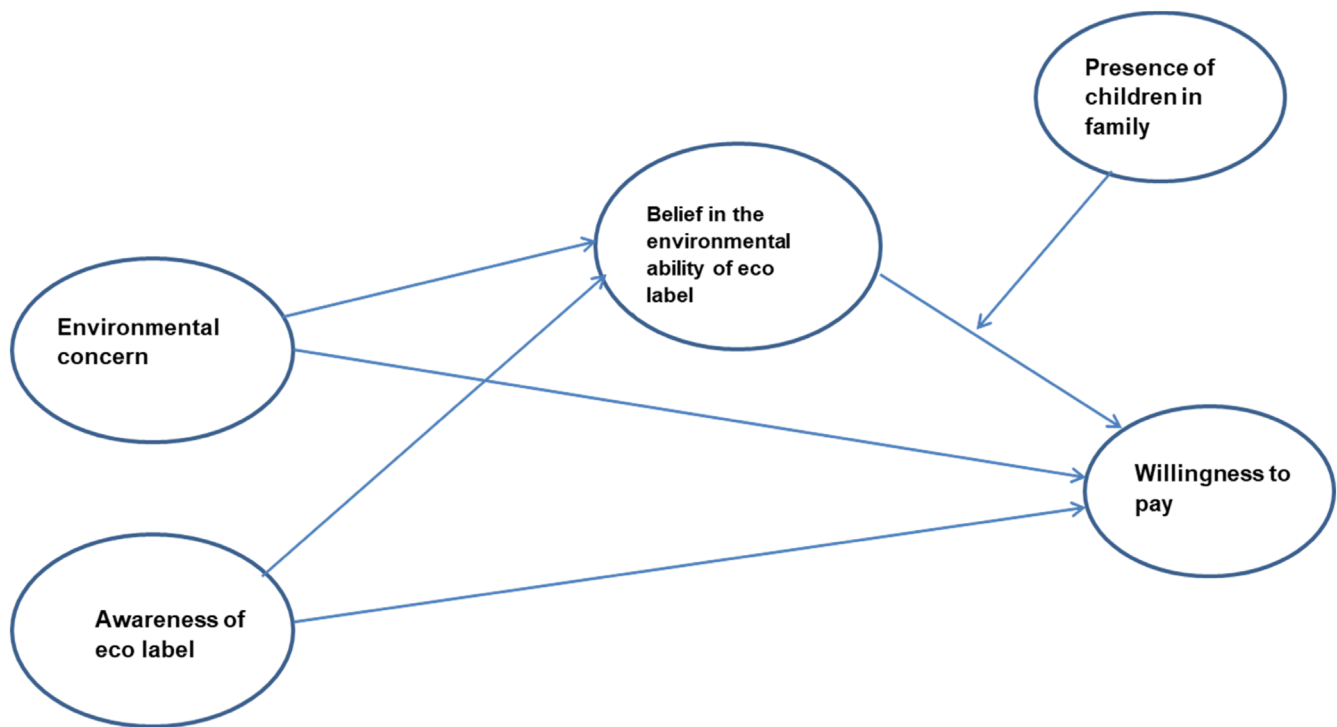 Presence of
children in
family
Belief in the
environmental
ability of eco
label
Environmental
concern
Willingness to
pay
Awareness of
eco label